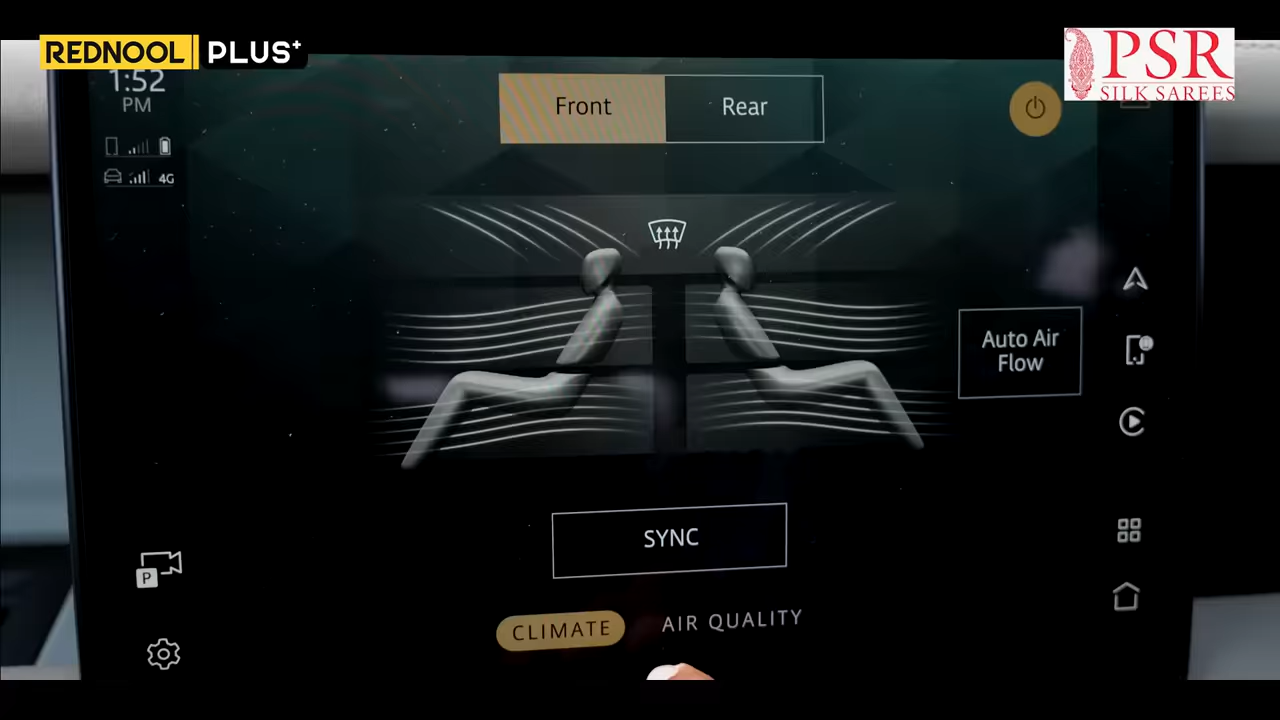 REDNOOL PLUS+
PSR
SILK SAREES
1:52
PM
4G
Front
Rear
Auto Air
Flow
SYNC
P
CLIMATE
AIR QUALITY